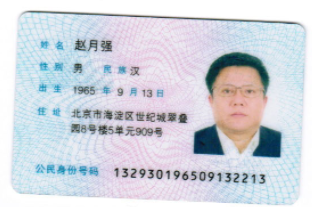 姓名 赵月强
性别 男 民族 汉
出生 1965 年 9 月 13 日
住址 北京市海淀区世纪城翠叠
园8号楼5单元909号
公民身份号码 132930196509132213